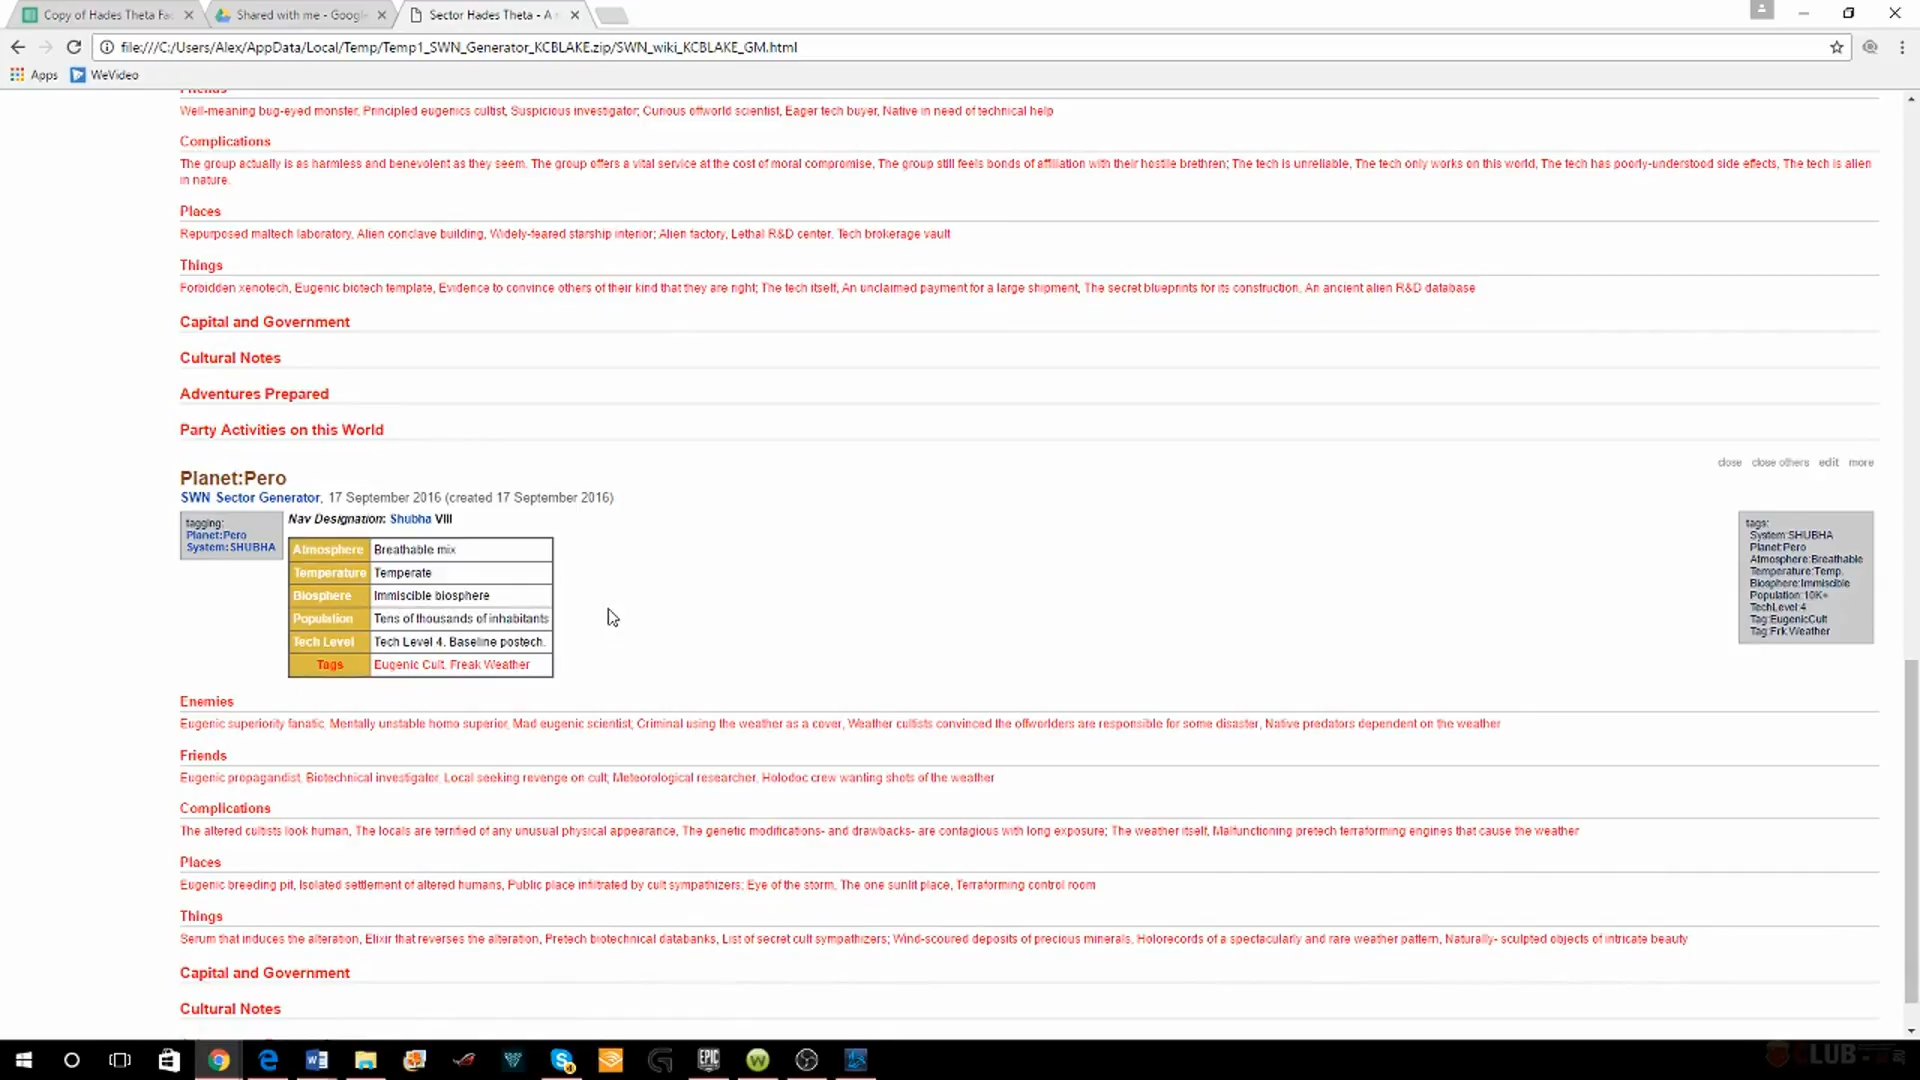 Copy of Hades Theta Fac
Shared with me - Google
Sector Hades Theta - A
file:///C:/Users/Alex/AppData/Local/Temp/Temp1_SWN_Generator_KCBLAKE.zip/SWN_wiki_KCBLAKE_GM.html
Apps
WeVideo
Friends
Well-meaning bug-eyed monster, Principled eugenics cultist, Suspicious investigator; Curious offworld scientist, Eager tech buyer, Native in need of technical help
Complications
The group actually is as harmless and benevolent as they seem. The group offers a vital service at the cost of moral compromise, The group still feels bonds of affiliation with their hostile brethren; The tech is unreliable, The tech only works on this world, The tech has poorly-understood side effects, The tech is alien
in nature.
Places
Repurposed maltech laboratory, Alien conclave building, Widely-feared starship interior; Alien factory, Lethal R&D center, Tech brokerage vault
Things
Forbidden xenotech, Eugenic biotech template, Evidence to convince others of their kind that they are right; The tech itself, An unclaimed payment for a large shipment, The secret blueprints for its construction, An ancient alien R&D database
Capital and Government
Cultural Notes
Adventures Prepared
Party Activities on this World
close close others edit more
Planet:Pero
SWN Sector Generator, 17 September 2016 (created 17 September 2016)
tagging:
Planet:Pero
System:SHUBHA
Nav Designation: Shubha VIII
Atmosphere Breathable mix
Temperature Temperate
Biosphere Immiscible biosphere
Population Tens of thousands of inhabitants
Tech Level Tech Level 4. Baseline postech.
Tags Eugenic Cult, Freak Weather
tags:
System:SHUBHA
Planet:Pero
Atmosphere:Breathable
Temperature:Temp.
Biosphere:Immiscible
Population:10K+
TechLevel:4
Tag:EugenicCult
Tag:Frk.Weather
Enemies
Eugenic superiority fanatic, Mentally unstable homo superior, Mad eugenic scientist; Criminal using the weather as a cover, Weather cultists convinced the offworlders are responsible for some disaster, Native predators dependent on the weather
Friends
Eugenic propagandist, Biotechnical investigator, Local seeking revenge on cult; Meteorological researcher, Holodoc crew wanting shots of the weather
Complications
The altered cultists look human, The locals are terrified of any unusual physical appearance, The genetic modifications- and drawbacks- are contagious with long exposure; The weather itself, Malfunctioning pretech terraforming engines that cause the weather
Places
Eugenic breeding pit, Isolated settlement of altered humans, Public place infiltrated by cult sympathizers; Eye of the storm, The one sunlit place, Terraforming control room
Things
Serum that induces the alteration, Elixir that reverses the alteration, Pretech biotechnical databanks, List of secret cult sympathizers; Wind-scoured deposits of precious minerals, Holorecords of a spectacularly and rare weather pattern, Naturally- sculpted objects of intricate beauty
Capital and Government
Cultural Notes
EPIC